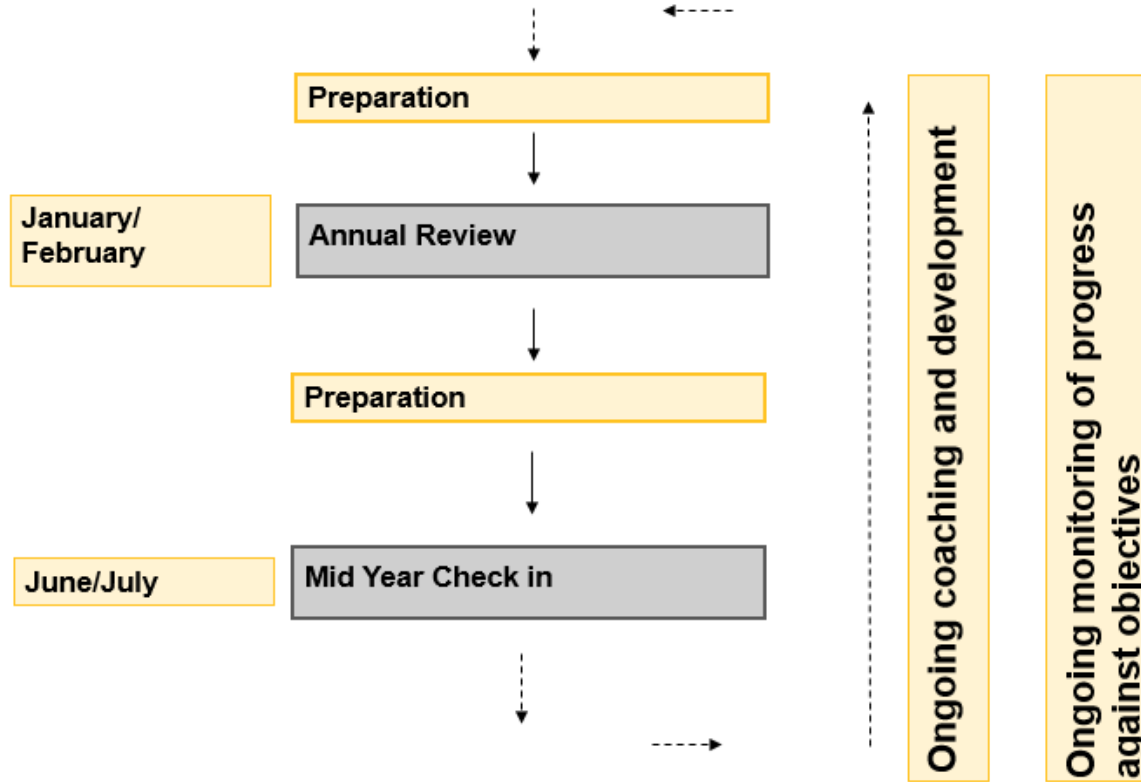 Preparation
January/
February
Annual Review
Preparation
June/July
Mid Year Check in
Ongoing coaching and development
Ongoing monitoring of progress
against objectives